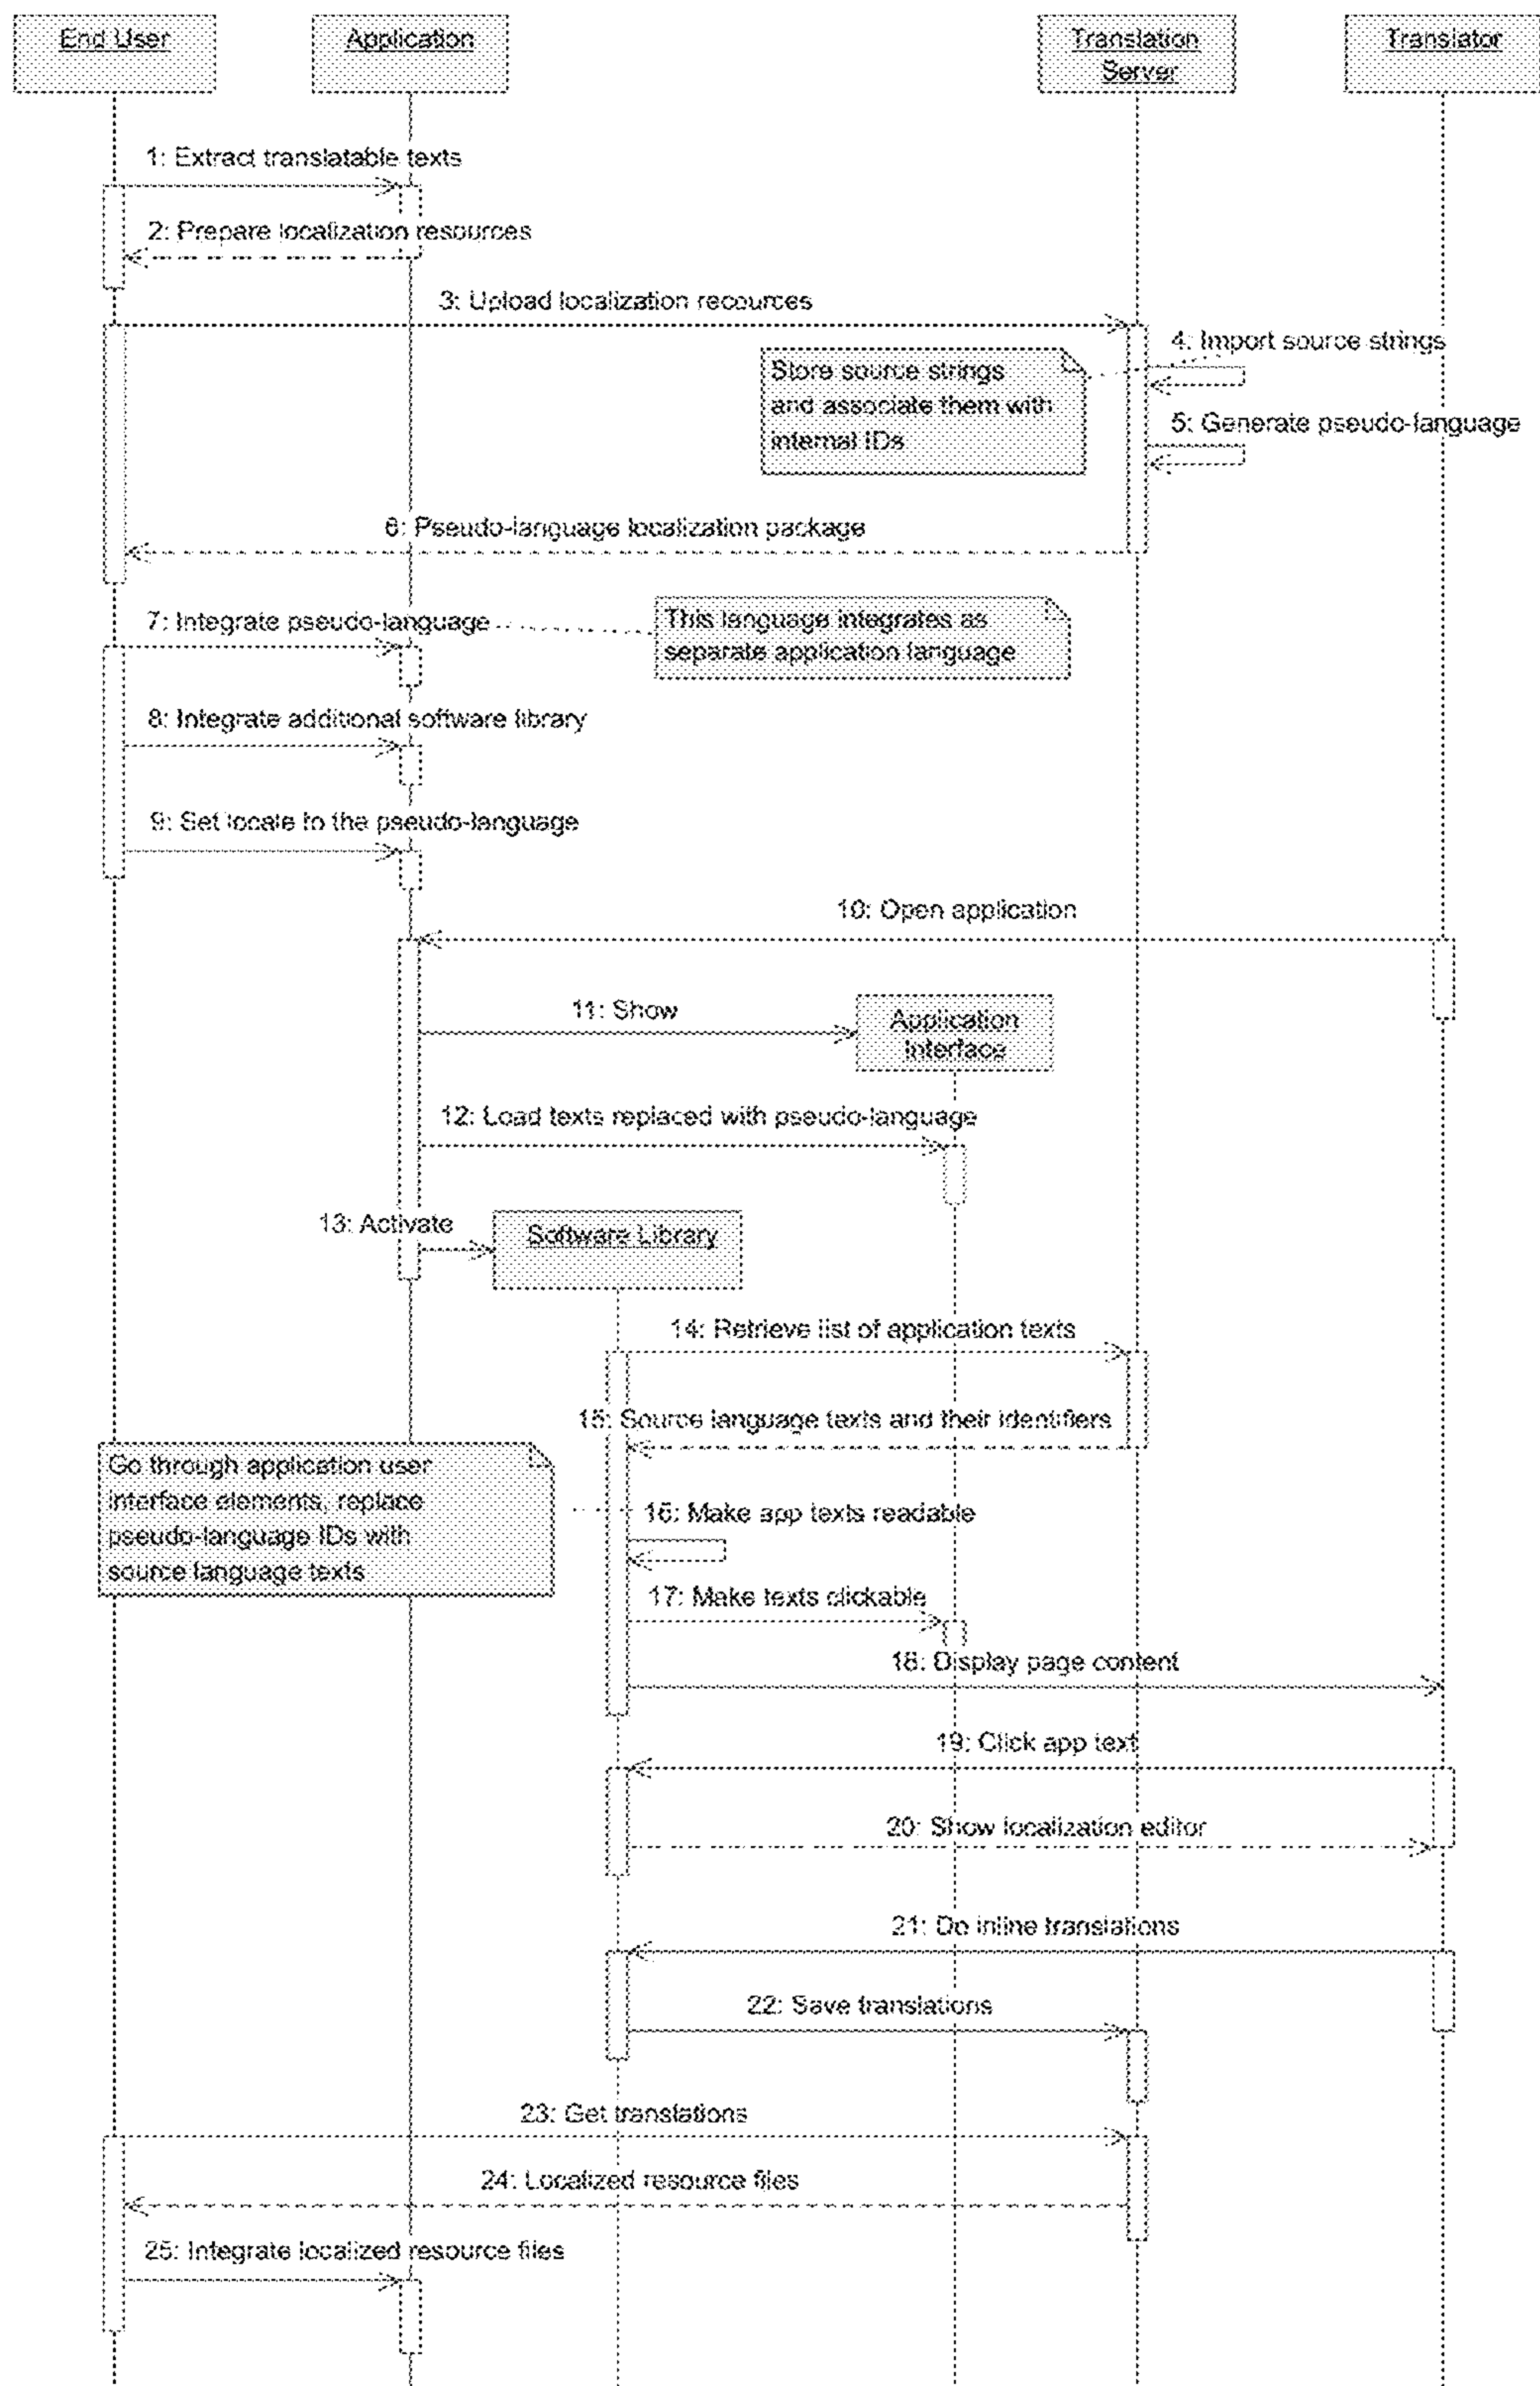 End User
Application
Translation
Server
Translator
1: Extract translatable texts
2: Prepare localization resources
3: Upload localization recources
4: Import source strings
Store source strings
and associate them with
internal IDs
5: Generate pseudo-language
6: Pseudo-language localization package
7: Integrate pseudo-language
This language integrates as
separate application language
8: Integrate additional software library
9: Set locale to the pseudo-language
10: Open application
11: Show
Application
Interface
12: Load texts replaced with pseudo-language
13: Activate
Software Library
14: Retrieve list of application texts
15: Source language texts and their identifiers
Go through application user
interface elements, replace
pseudo-language IDs with
source language texts
16: Make app texts readable
17: Make texts clickable
18: Display page content
19: Click app text
20: Show localization editor
21: Do inline translations
22: Save translations
23: Get translations
24: Localized resource files
25: Integrate localized resource files